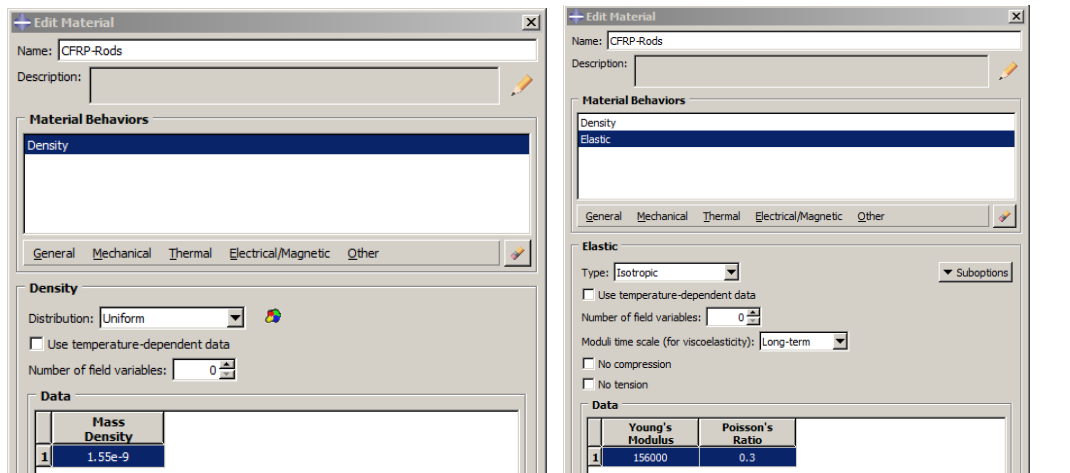 Edit Material
Name: CFRP-Rods
Description:
Material Behaviors
Density
General Mechanical Thermal Electrical/Magnetic Other
Density
Distribution: Uniform
Use temperature-dependent data
Number of field variables: 0
Data
Mass
Density
1 1.55e-9
Edit Material
Name: CFRP-Rods
Description:
Material Behaviors
Density
Elastic
General Mechanical Thermal Electrical/Magnetic Other
Elastic
Type: Isotropic Suboptions
Use temperature-dependent data
Number of field variables: 0
Moduli time scale (for viscoelasticity): Long-term
No compression
No tension
Data
Young's Poisson's
Modulus Ratio
1 156000 0.3